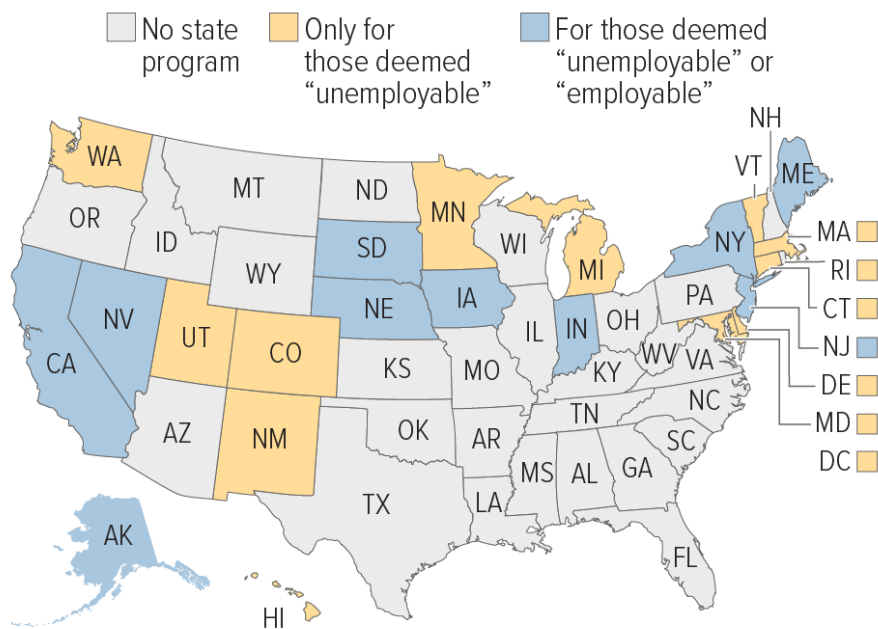 No state
program
Only for
those deemed
“unemployable”
For those deemed
“unemployable” or
“employable”
NH
VT
ME
WA
MT
ND
MN
OR
ID
WI
NY
MA
SD
MI
RI
WY
CT
NE
IA
PA
NV
IL
IN
OH
NJ
UT
CO
CA
WV
VA
KS
MO
KY
DE
NC
MD
TN
AZ
NM
OK
AR
SC
DC
MS
AL
GA
TX
LA
AK
FL
HI